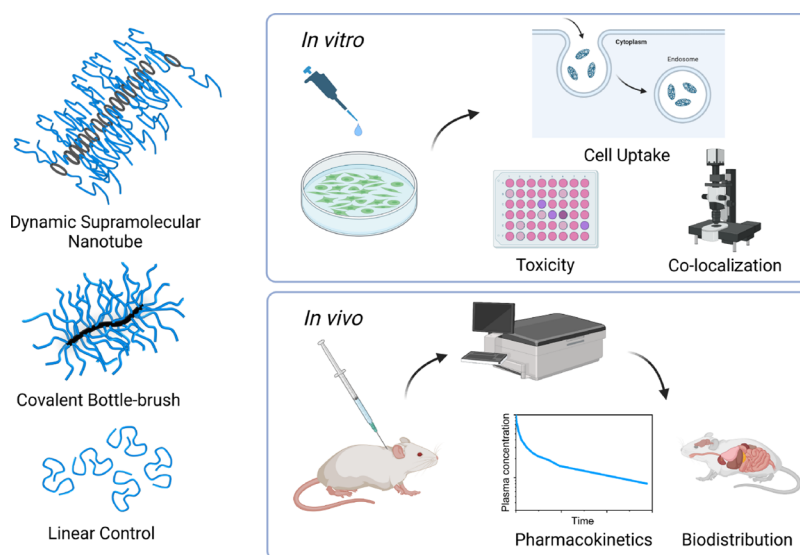 Dynamic Supramolecular
Nanotube
Covalent Bottle-brush
Linear Control
In vitro
Cytoplasm
Endosome
Cell Uptake
Toxicity
Co-localization
In vivo
Plasma concentration
Time
Pharmacokinetics
Biodistribution